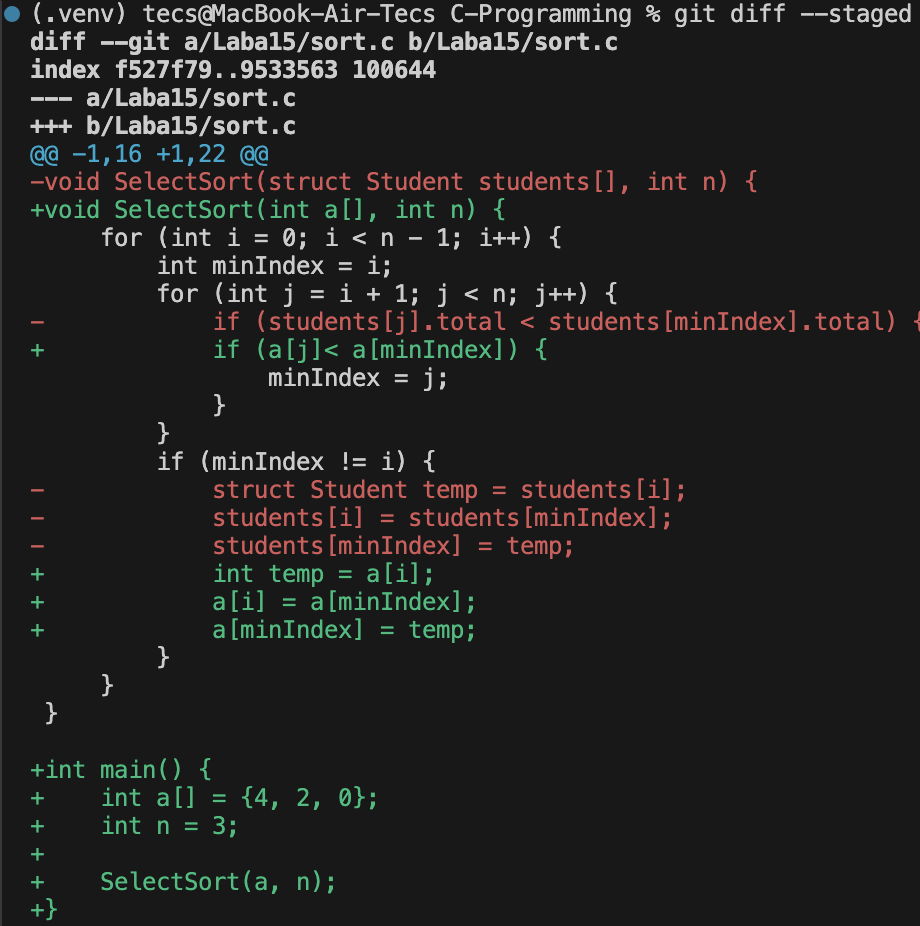 (.venv) tecs@MacBook-Air-Tecs C-Programming % git diff --staged
diff --git a/Laba15/sort.c b/Laba15/sort.c
index f527f79..9533563 100644
--- a/Laba15/sort.c
+++ b/Laba15/sort.c
@@ -1,16 +1,22 @@
-void SelectSort(struct Student students[], int n) {
+void SelectSort(int a[], int n) {
     for (int i = 0; i < n - 1; i++) {
         int minIndex = i;
         for (int j = i + 1; j < n; j++) {
-            if (students[j].total < students[minIndex].total) {
+            if (a[j]< a[minIndex]) {
                 minIndex = j;
             }
         }
         if (minIndex != i) {
-            struct Student temp = students[i];
-            students[i] = students[minIndex];
-            students[minIndex] = temp;
+            int temp = a[i];
+            a[i] = a[minIndex];
+            a[minIndex] = temp;
         }
     }
 }

+int main() {
+    int a[] = {4, 2, 0};
+    int n = 3;
+
+    SelectSort(a, n);
+}